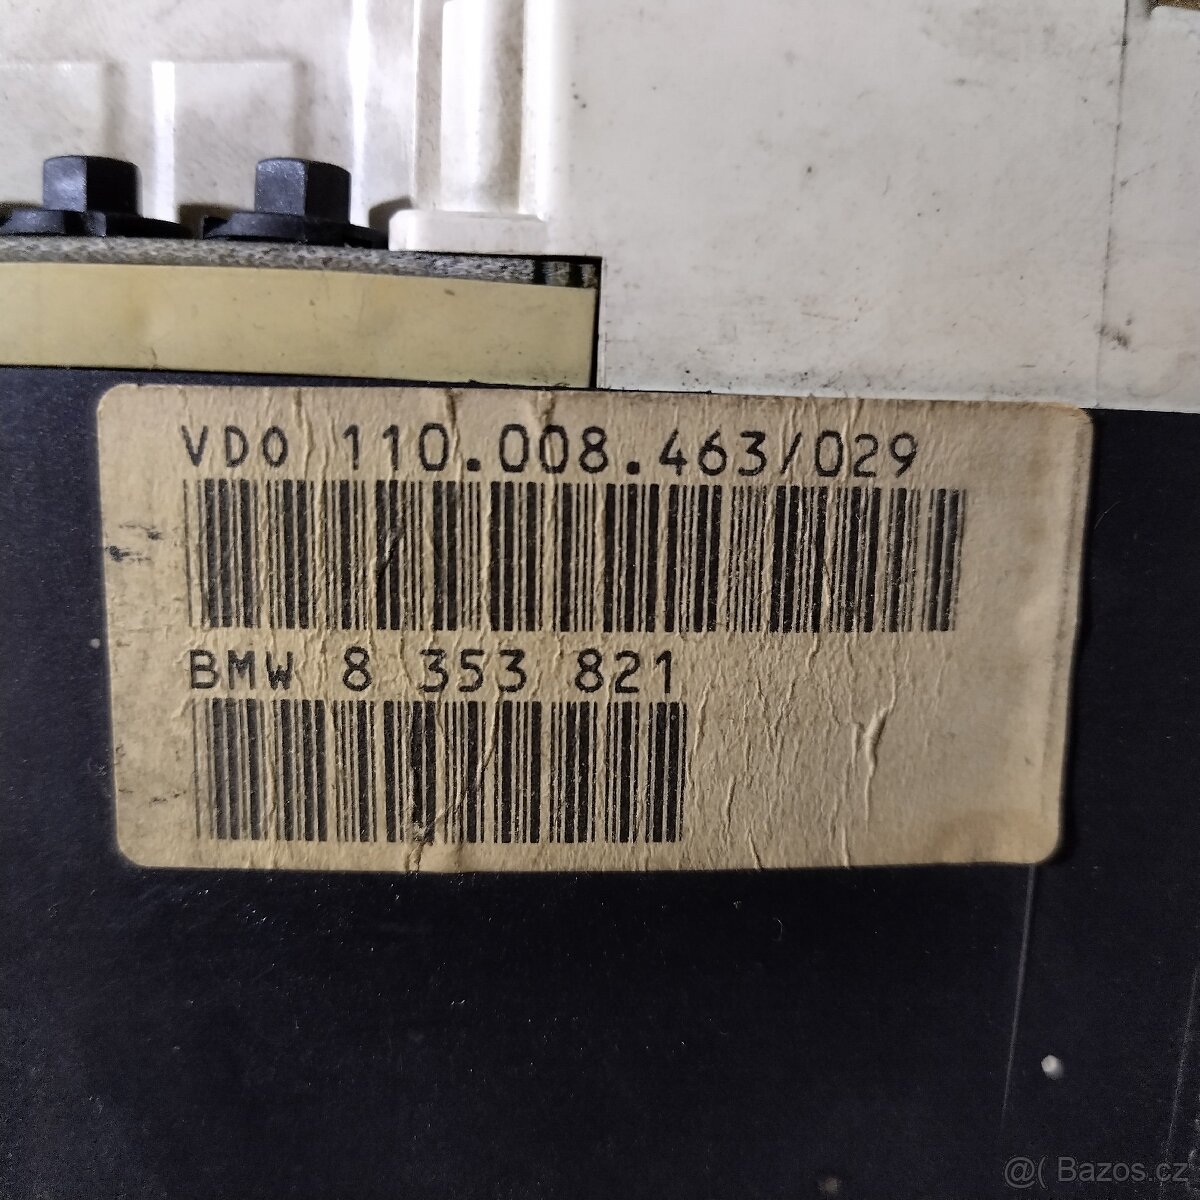 VDO 110.008.463/029
BMW 8 353 821
@( Bazos.cz